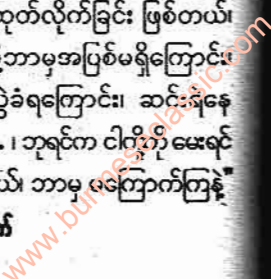 ထုတ်လိုက်ခြင်း ဖြစ်တယ်၊
ဘာမှအပြစ်မရှိကြောင်း
ခံရကြောင်း၊ ဆင်းရဲနေ
၊ ဘုရင်က ငါ့ကို မေးရင်
ယ်၊ ဘာမှ မကြောက်ကြနဲ့"
www.burmeseclassic.com